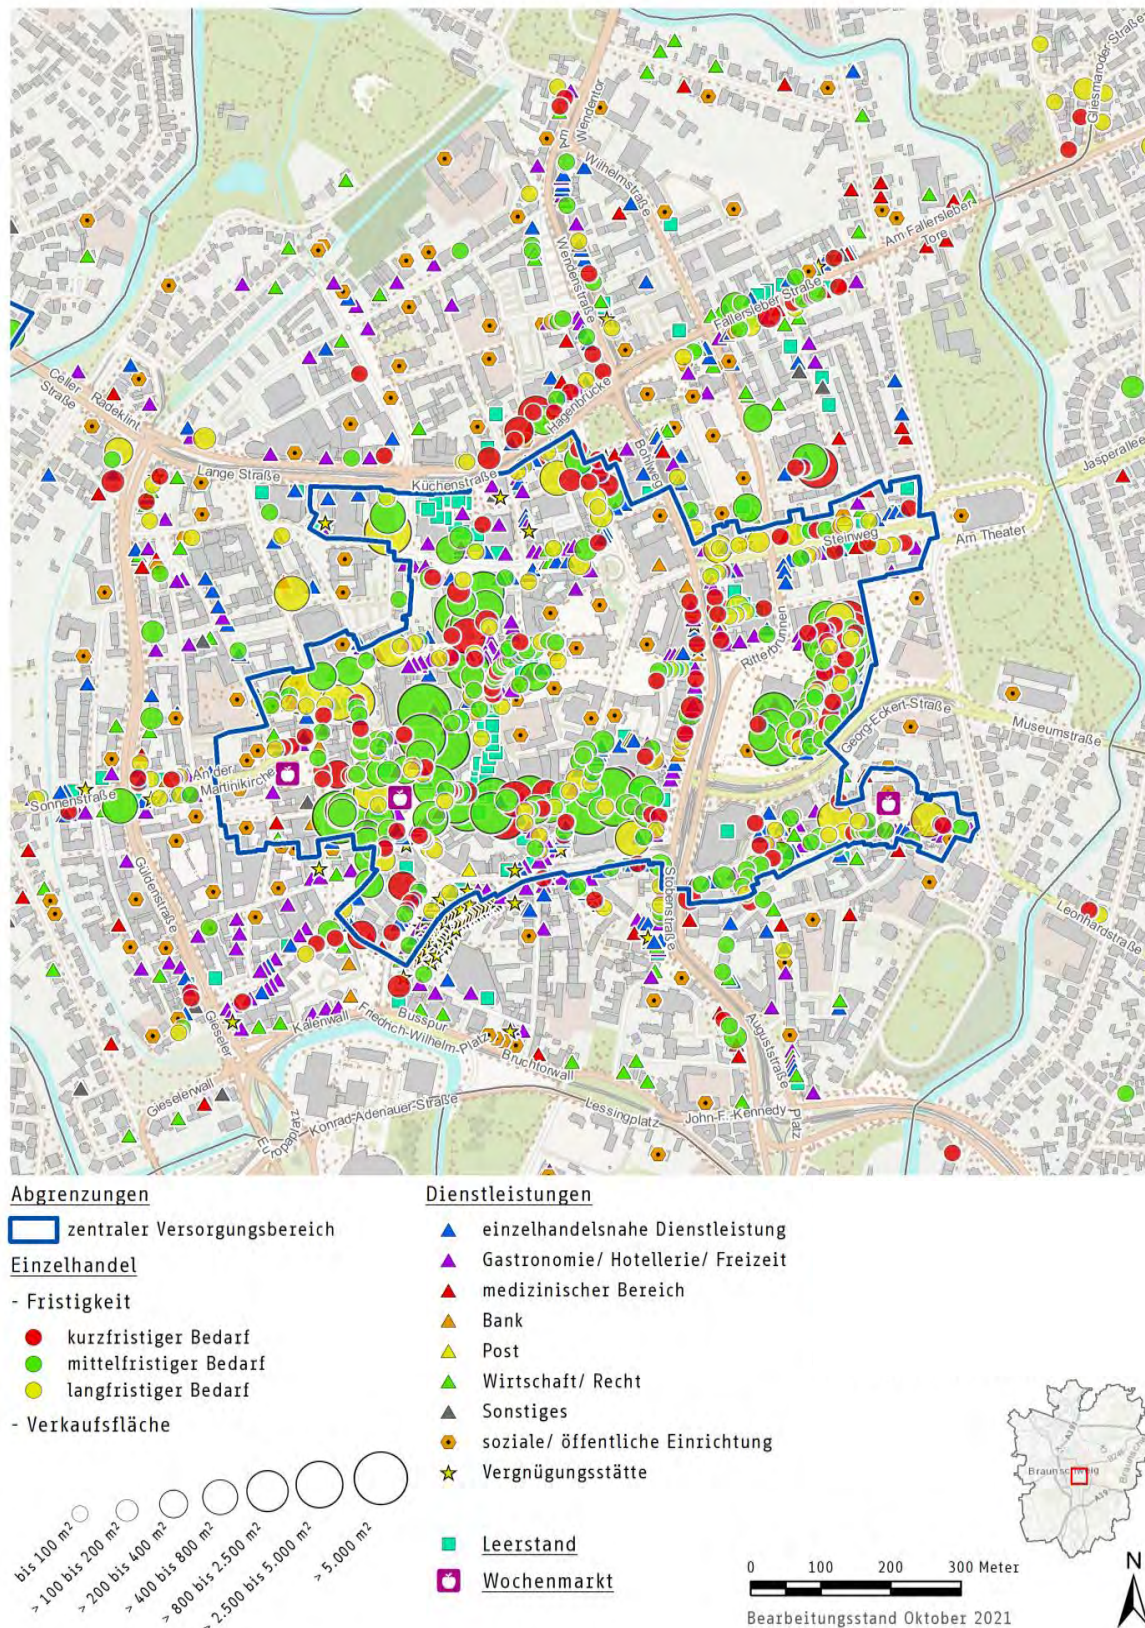 Gliesmaroder Straße
Am
Wendentor
Wilhelmstraße
Wendenstraße
Am Fallersleber
Tore
Fallersleber Straße
Celler
Straße
Radeklint
Hagenbrücke
Lange Straße
Küchenstraße
Bohlweg
Jasperallee
Steinweg
Am Theater
Ritterbrunnen
Georg-Eckert-Straße
Museumstraße
An der
Martinikirche
Sonnenstraße
Güldenstraße
Stobenstraße
Leonhardstraße
Gieseler
Kalenwall
Busspur
Friedrich-Wilhelm-Platz
Bruchtorwall
Auguststraße
Gieselerwall
Europaplatz
Konrad-Adenauer-Straße
Lessingplatz
John-F.-Kennedy-
Platz
Abgrenzungen
zentraler Versorgungsbereich
Einzelhandel
- Fristigkeit
kurzfristiger Bedarf
mittelfristiger Bedarf
langfristiger Bedarf
- Verkaufsfläche
bis 100 m²
> 100 bis 200 m²
> 200 bis 400 m²
> 400 bis 800 m²
> 800 bis 2.500 m²
> 2.500 bis 5.000 m²
> 5.000 m²
Dienstleistungen
einzelhandelsnahe Dienstleistung
Gastronomie/ Hotellerie/ Freizeit
medizinischer Bereich
Bank
Post
Wirtschaft/ Recht
Sonstiges
soziale/ öffentliche Einrichtung
Vergnügungsstätte
Leerstand
Wochenmarkt
Braunschweig
N
0 100 200 300 Meter
Bearbeitungsstand Oktober 2021